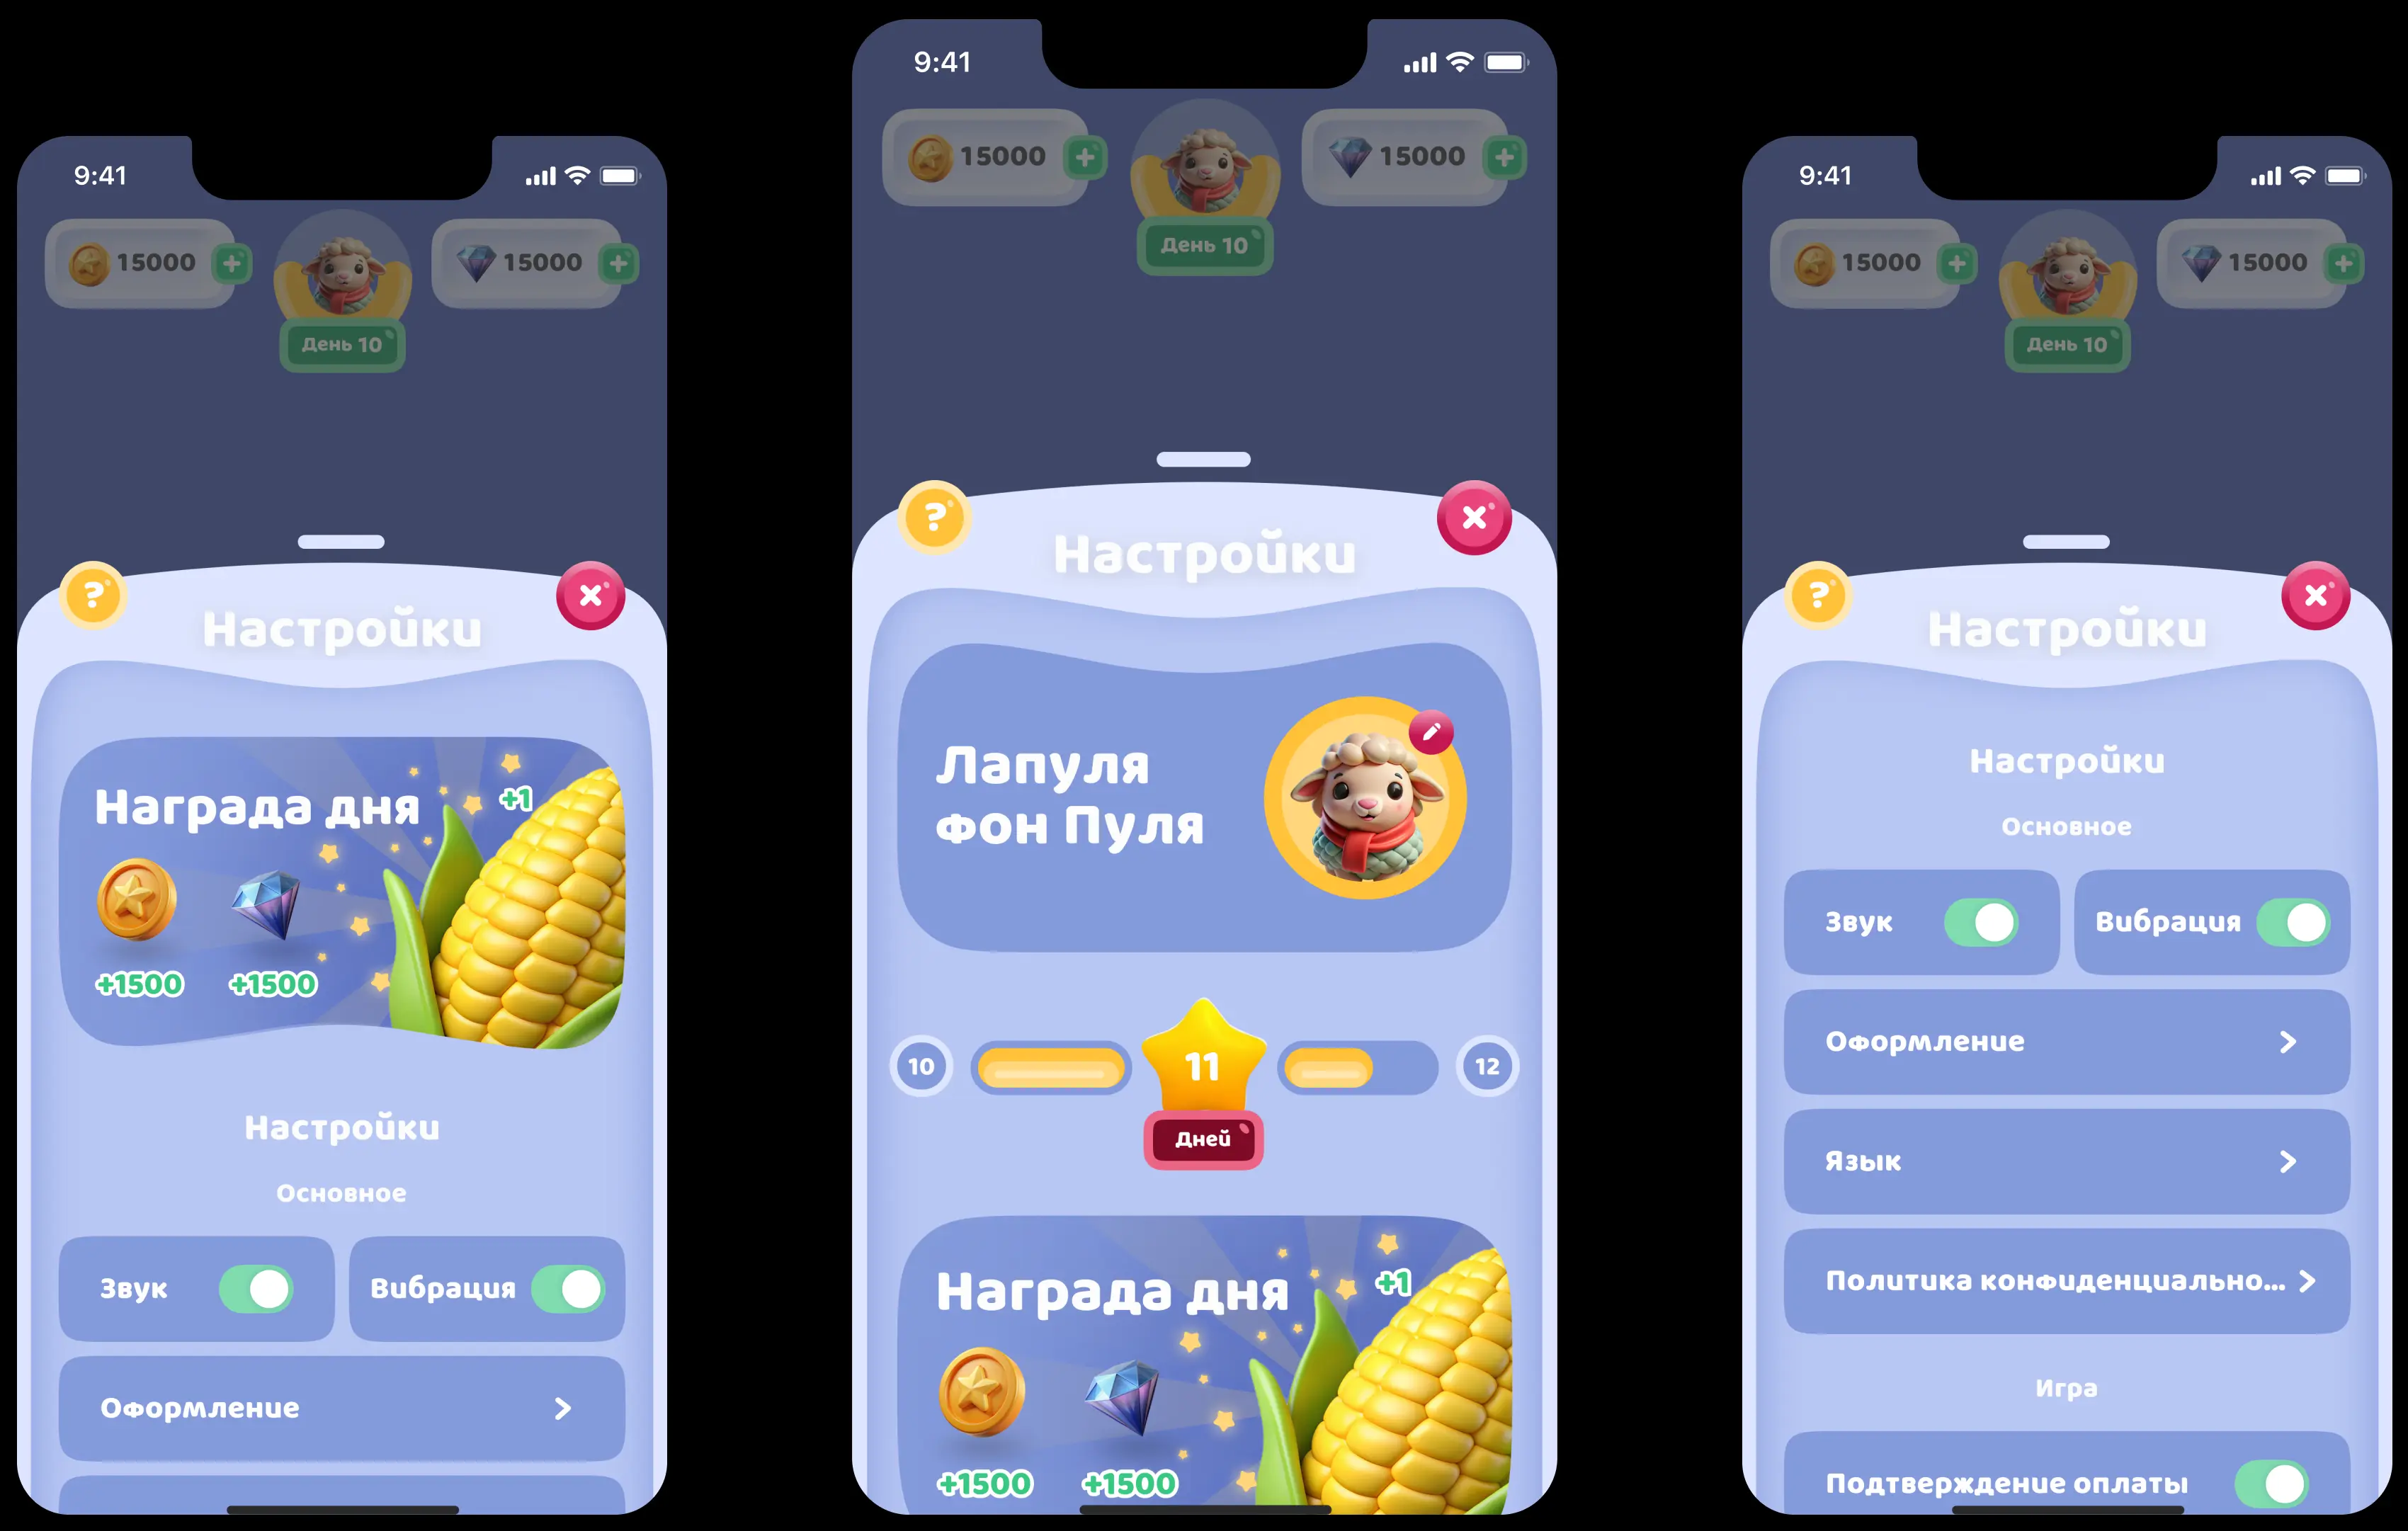 9:41
15000
15000
День 10
?
Настройки
Награда дня
+1
+1500
+1500
Настройки
Основное
Звук
Вибрация
Оформление
9:41
15000
15000
День 10
?
Настройки
Лапуля
фон Пуля
10
11
12
Дней
Награда дня
+1
+1500
+1500
9:41
15000
15000
День 10
?
Настройки
Настройки
Основное
Звук
Вибрация
Оформление
Язык
Политика конфиденциально...
Игра
Подтверждение оплаты